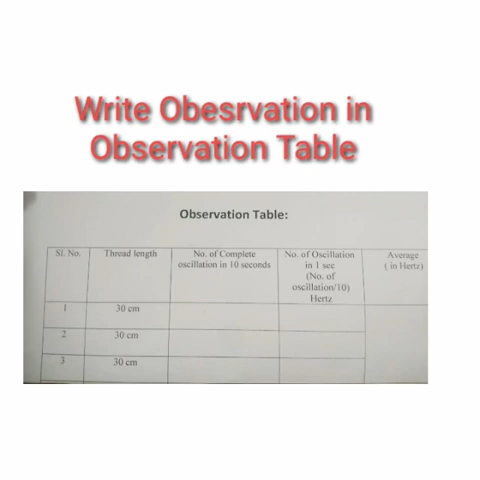 Write Obesrvation in
Observation Table
Observation Table:
Sl. No. Thread length No. of Complete oscillation in 10 seconds No. of Oscillation in 1 sec (No. of oscillation/10) Hertz Average ( in Hertz)
1 30 cm
2 30 cm
3 30 cm